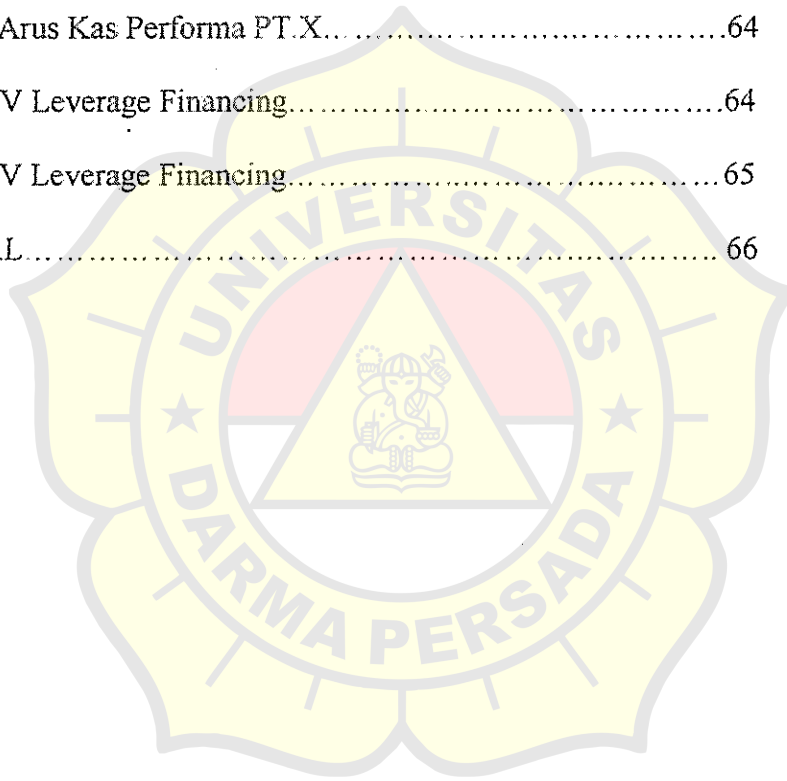 Arus Kas Performa PT.X.........................................64
V Leverage Financing.............................................64
V Leverage Financing.............................................65
L.............................................................................66
UNIVERSITAS
DARMA PERSADA